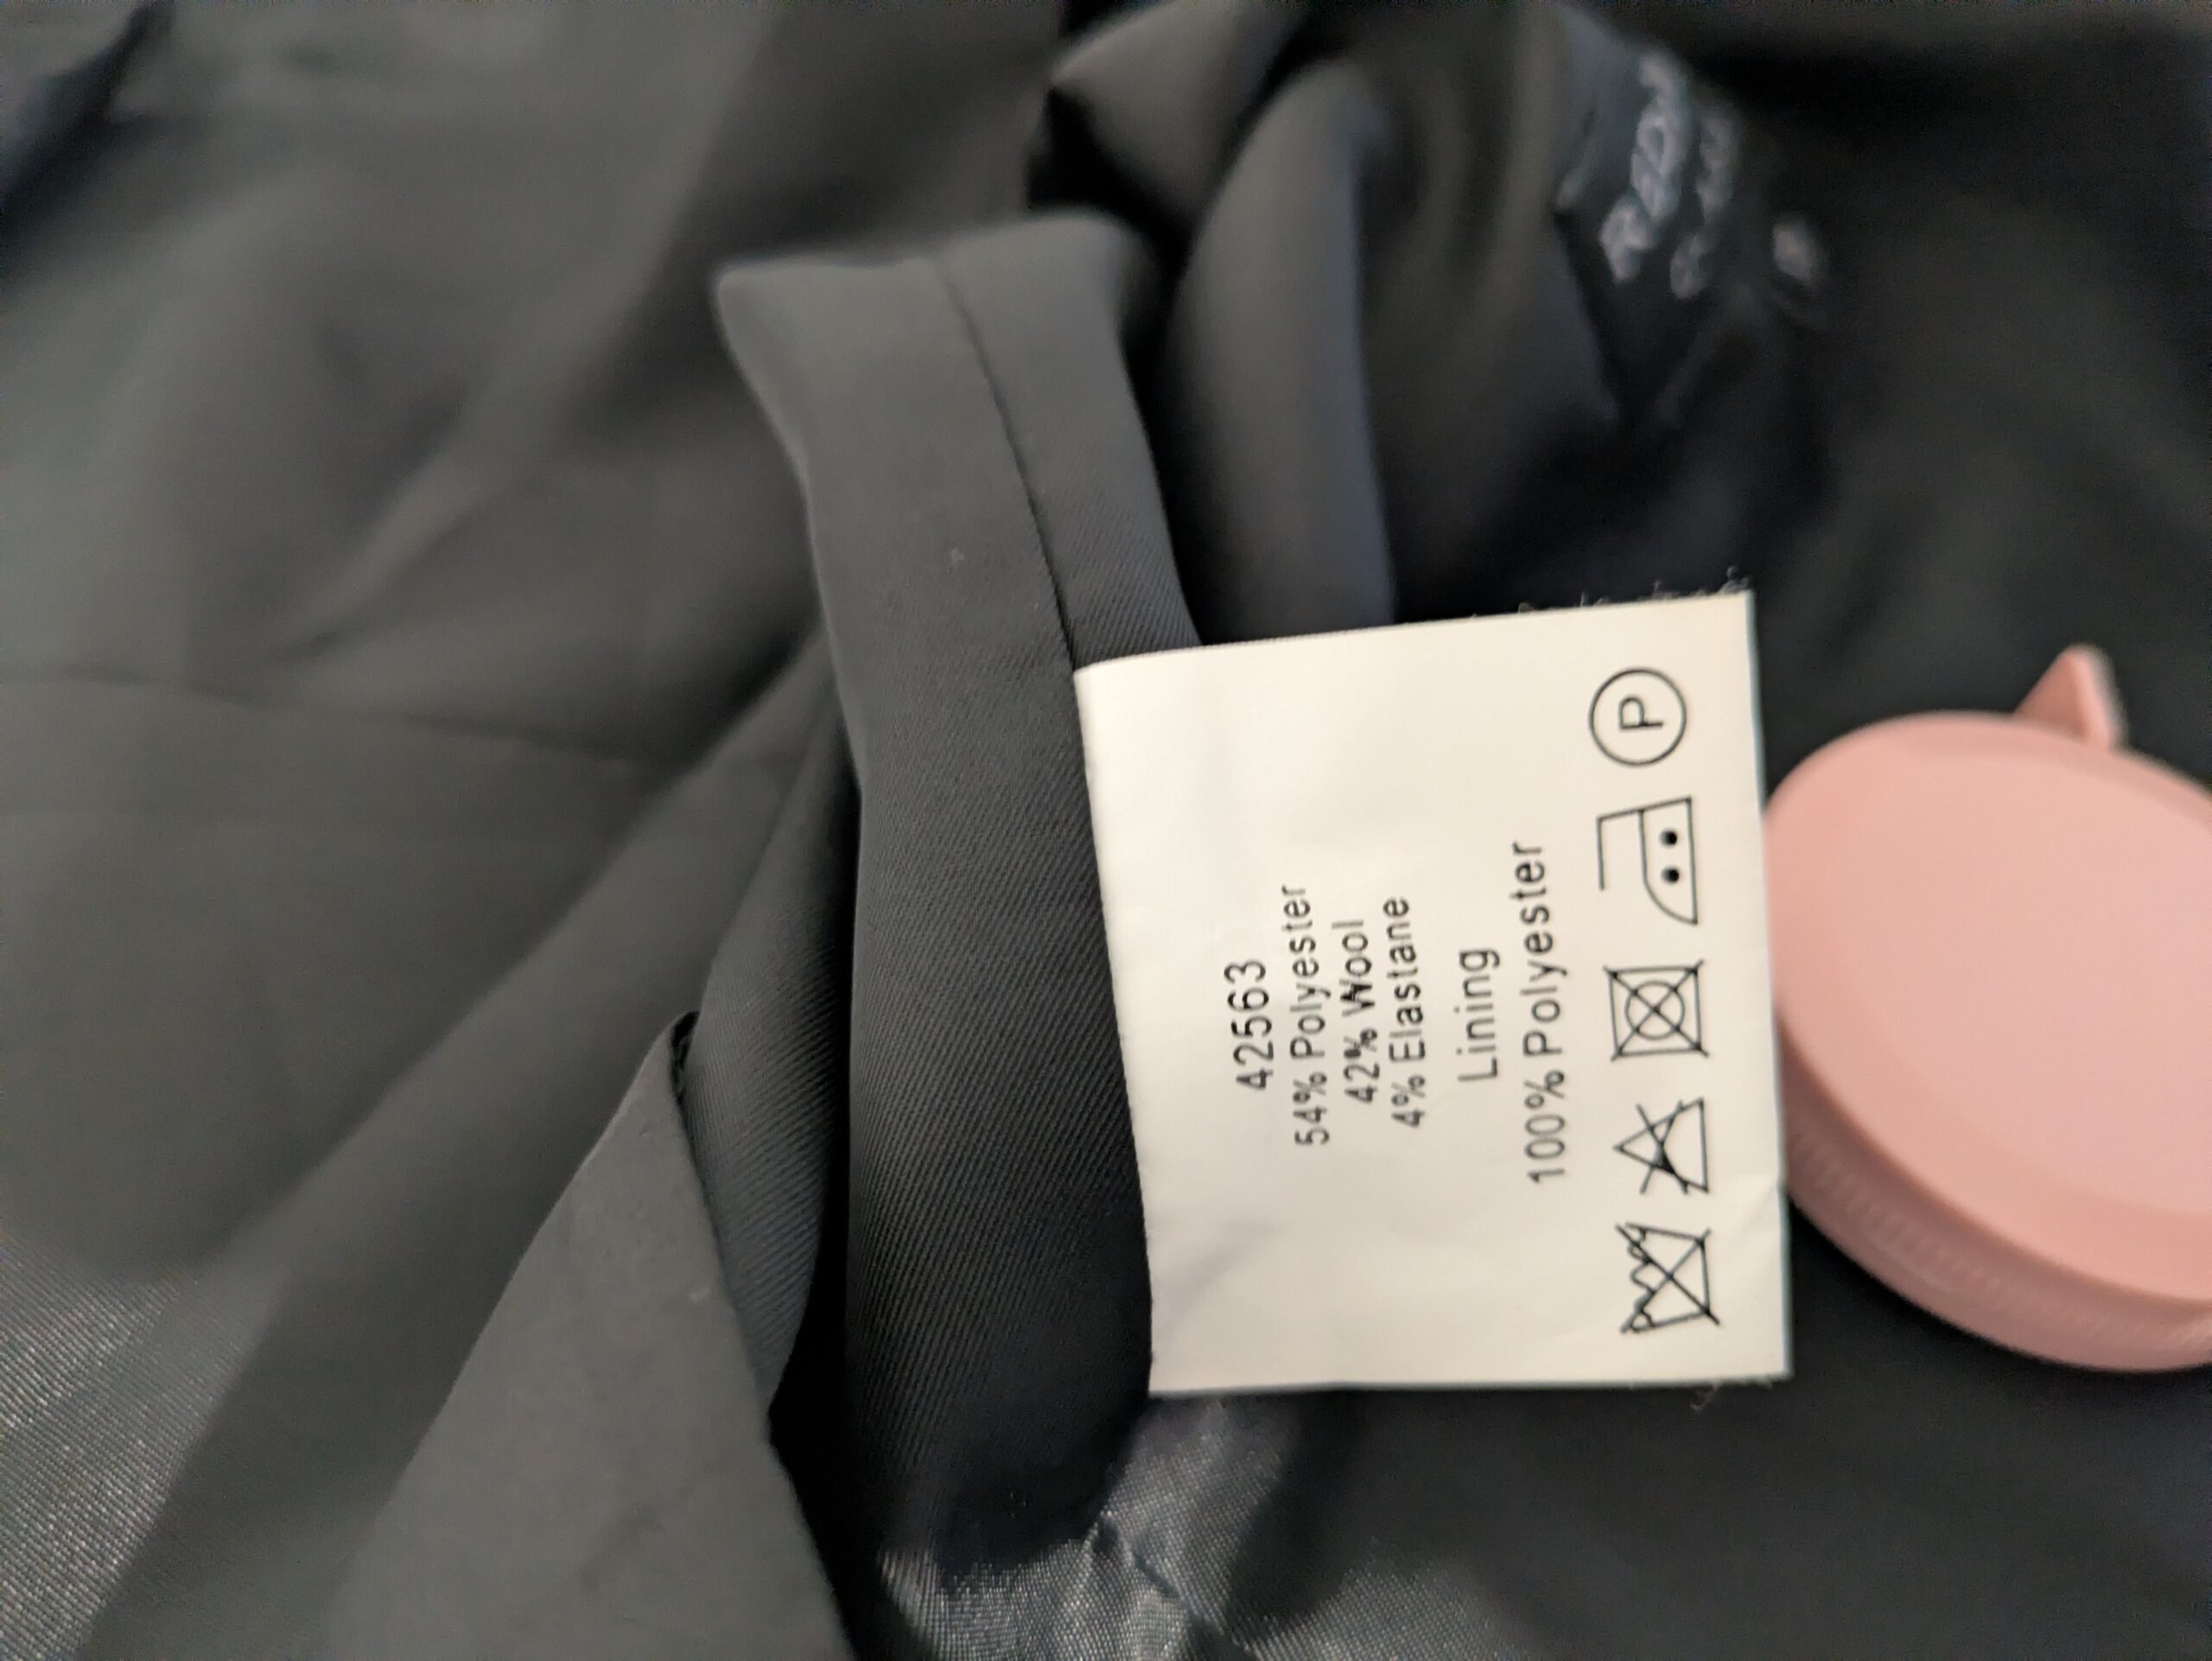 42563
54% Polyester
42% Wool
4% Elastane
Lining
100% Polyester
P